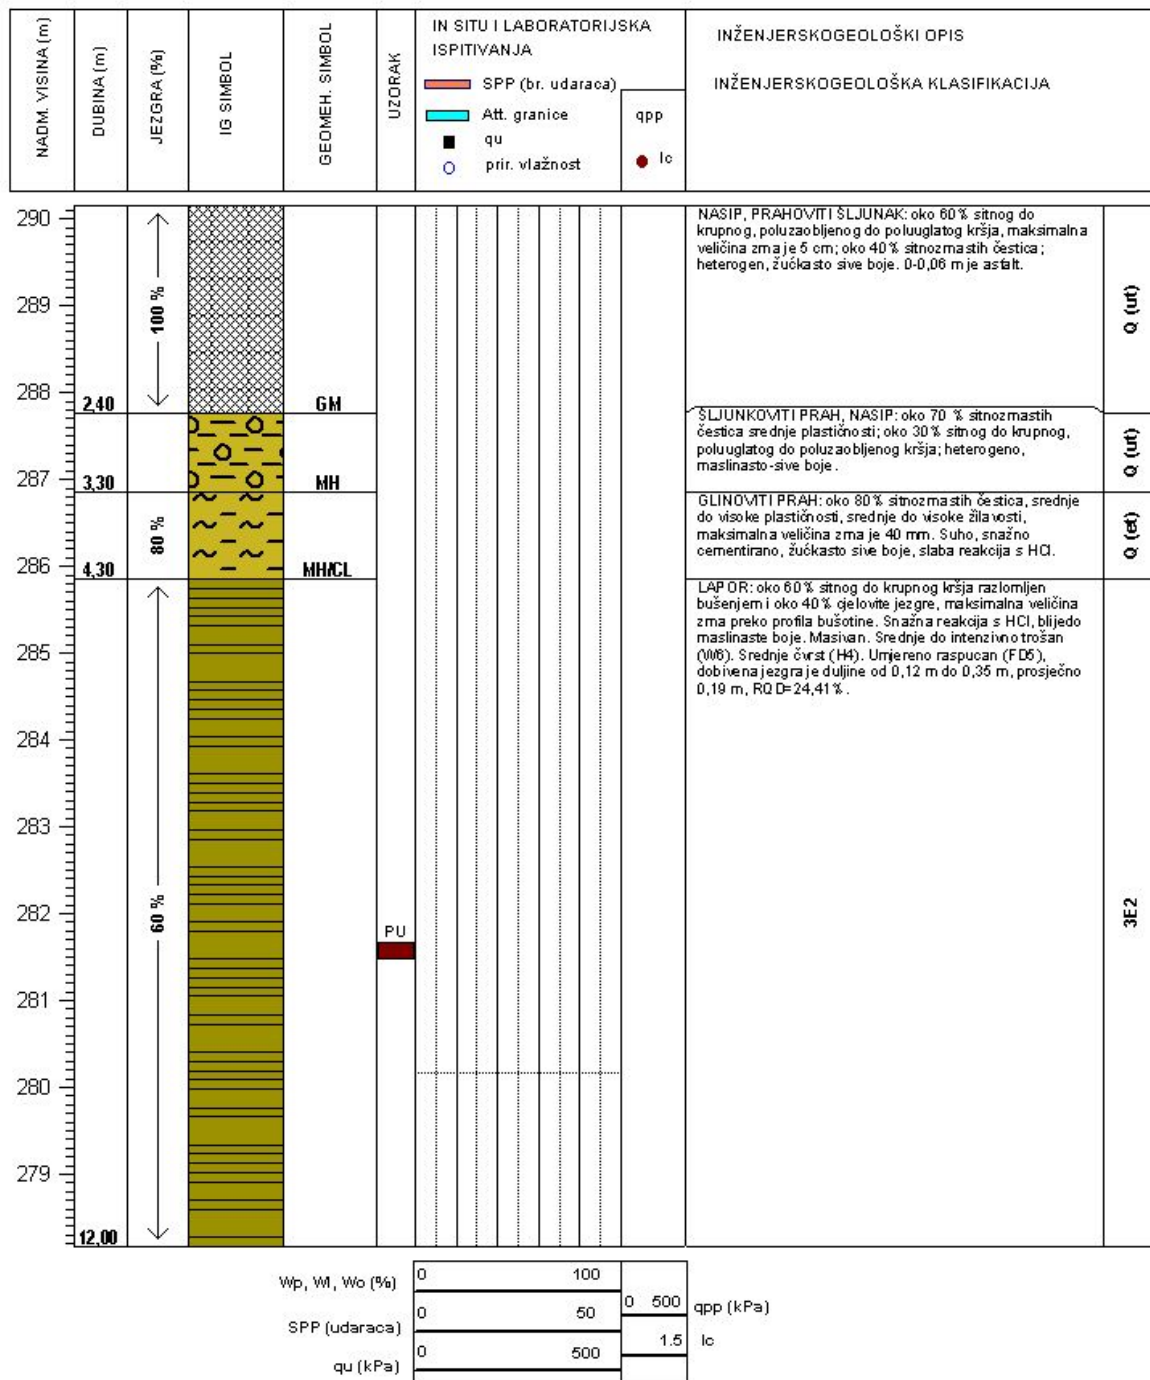 NADM. VISINA (m)
DUBINA (m)
JEZGRA (%)
IG SIMBOL
GEOMEH. SIMBOL
UZORAK
IN SITU I LABORATORIJSKA
ISPITIVANJA
SPP (br. udaraca)
Att. granice
qu
prir. vlažnost
qpp
Ic
INŽENJERSKOGEOLOŠKI OPIS
INŽENJERSKOGEOLOŠKA KLASIFIKACIJA
290
289
288
287
286
285
284
283
282
281
280
279
2,40
3,30
4,30
12,00
100 %
80 %
60 %
GM
MH
MH/CL
PU
NASIP, PRAHOVITI ŠLJUNAK: oko 60% sitnog do
krupnog, poluzaobljenog do poluuglatog kršja, maksimalna
veličina zrna je 5 cm; oko 40% sitnozrnastih čestica;
heterogen, žućkasto sive boje. 0-0,06 m je asfalt.
Q (ut)
ŠLJUNKOVITI PRAH, NASIP: oko 70 % sitnozrnastih
čestica srednje plastičnosti; oko 30% sitnog do krupnog,
poluuglatog do poluzaobljenog kršja; heterogeno,
maslinasto-sive boje.
Q (ut)
GLINOVITI PRAH: oko 80% sitnozrnastih čestica, srednje
do visoke plastičnosti, srednje do visoke žilavosti,
maksimalna veličina zrna je 40 mm. Suho, snažno
cementirano, žućkasto sive boje, slaba reakcija s HCl.
Q (et)
LAPOR: oko 60% sitnog do krupnog kršja razlomljen
bušenjem i oko 40% cjelovite jezgre, maksimalna veličina
zrna preko profila bušotine. Snažna reakcija s HCl, blijedo
maslinaste boje. Masivan. Srednje do intenzivno trošan
(W6). Srednje čvrst (H4). Umjereno raspucan (FD5),
dobivena jezgra je duljine od 0,12 m do 0,35 m, prosječno
0,19 m, RQD=24,41%.
3E2
Wp, Wl, Wo (%)
0 100
SPP (udaraca)
0 50
qu (kPa)
0 500
0 500 qpp (kPa)
1.5 Ic